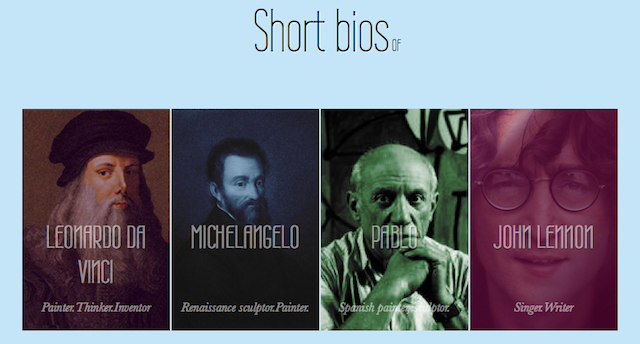 Short bios OF
LEONARDO DA
VINCI
Painter.Thinker.Inventor
MICHELANGELO
Renaissance sculptor.Painter.
PABLO
Spanish painter.sculptor.
JOHN LENNON
Singer.Writer